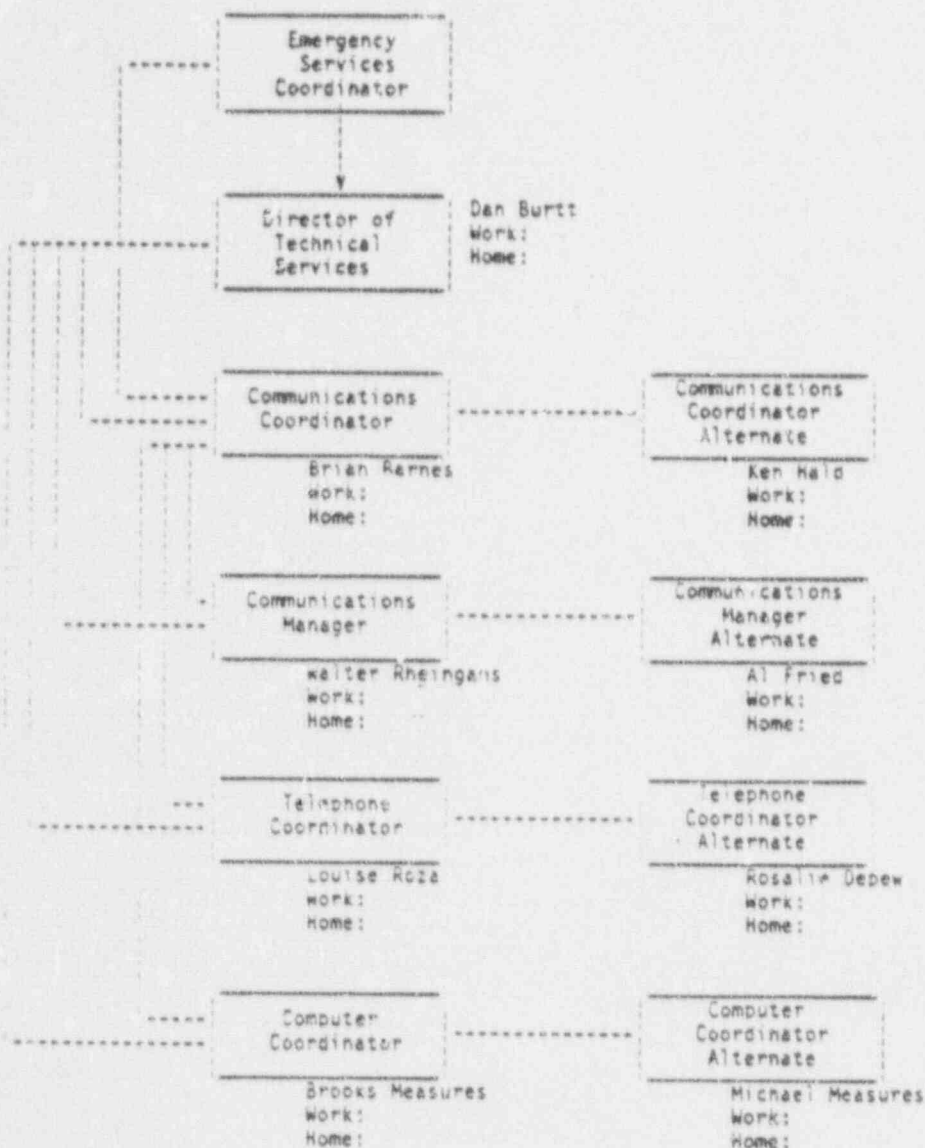 Emergency
Services
Coordinator
Director of
Technical
Services
Dan Burtt
Work:
Home:
Communications
Coordinator
Brian Barnes
Work:
Home:
Communications
Coordinator
Alternate
Ken Hald
Work:
Home:
Communications
Manager
Walter Rheingans
Work:
Home:
Communications
Manager
Alternate
Al Fried
Work:
Home:
Telephone
Coordinator
Louise Roza
Work:
Home:
Telephone
Coordinator
Alternate
Rosalie Depew
Work:
Home:
Computer
Coordinator
Brooks Measures
Work:
Home:
Computer
Coordinator
Alternate
Michael Measures
Work:
Home: